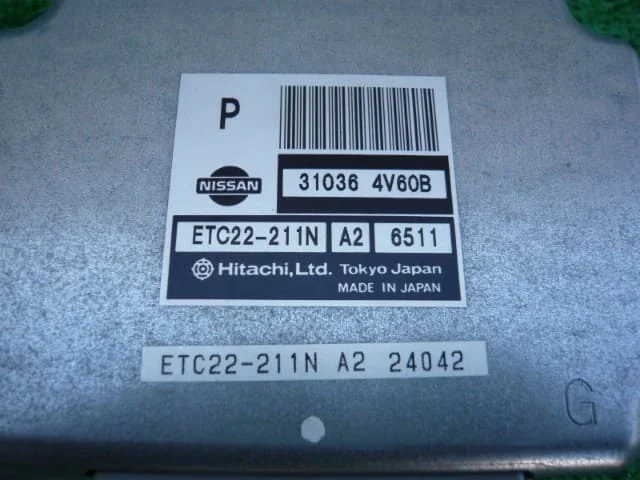 P
NISSAN
31036 4V60B
ETC22-211N A2 6511
Hitachi,Ltd. Tokyo Japan
MADE IN JAPAN
ETC22-211N A2 24042
G